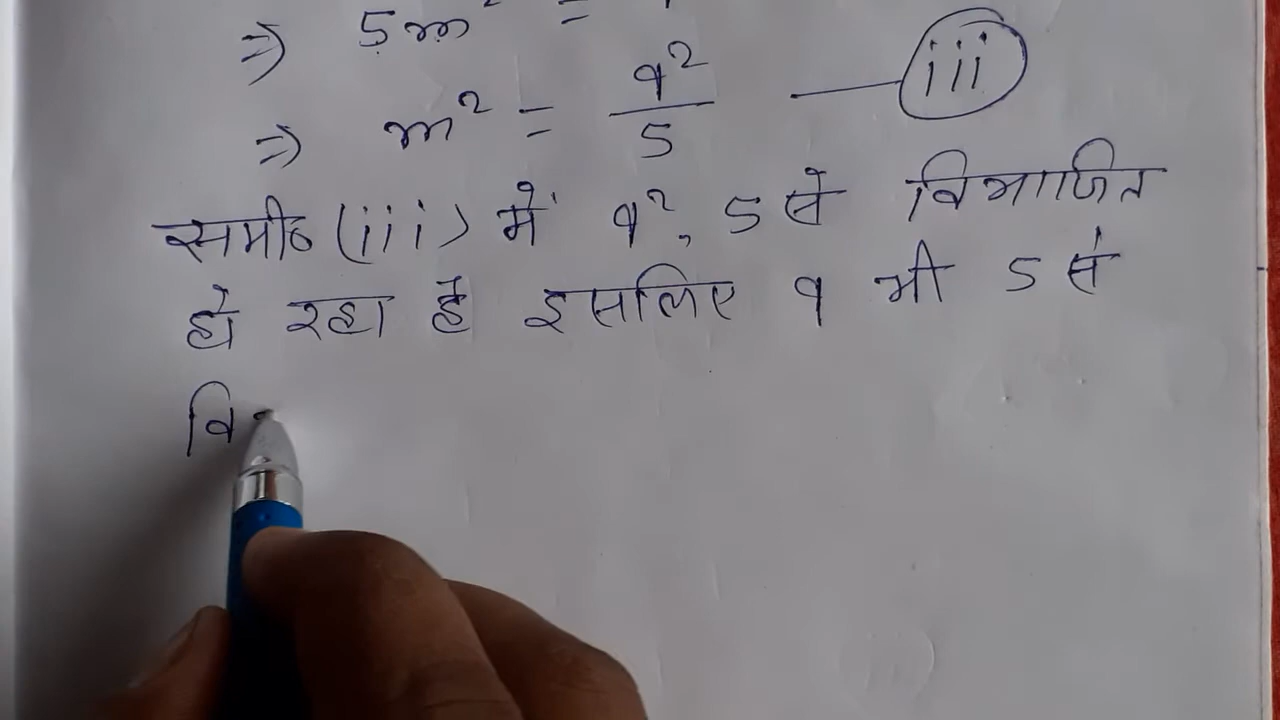 ⇒ 5m² =
⇒ m² = q²/5 — (iii)
समी० (iii) में q², 5 से विभाजित
हो रहा है इसलिए q भी 5 से
वि